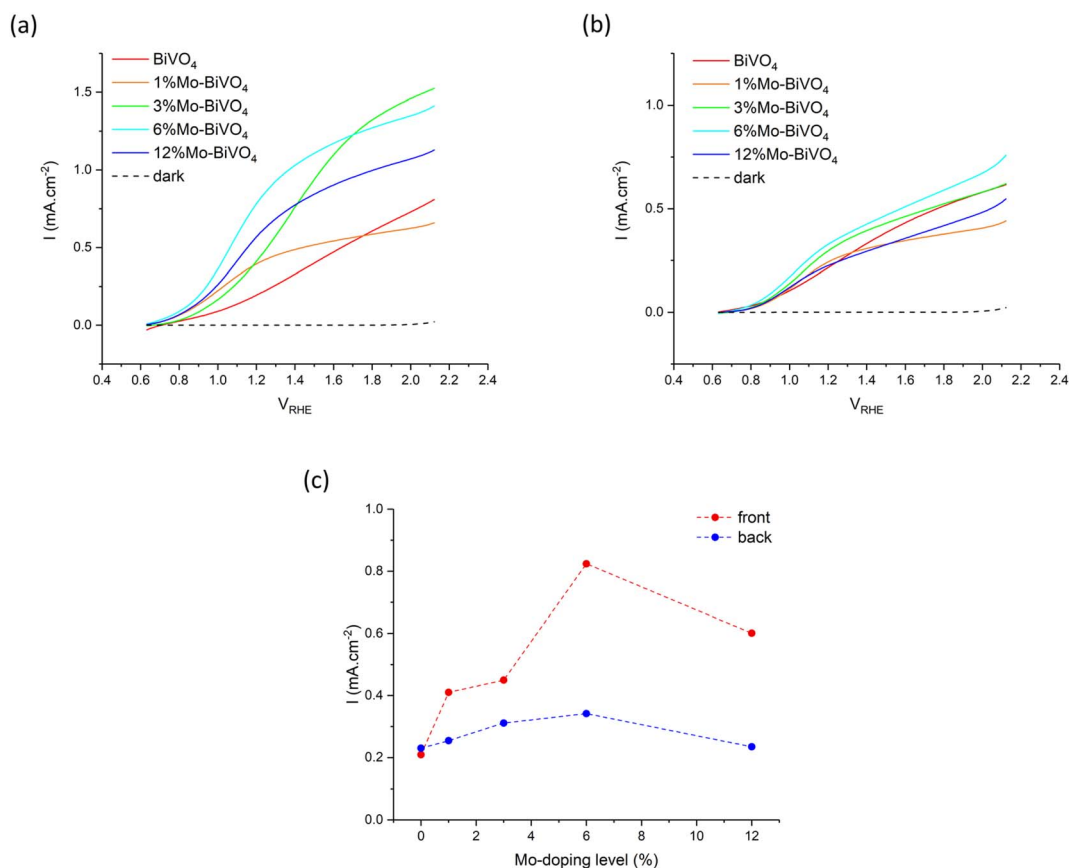 (a)
BiVO₄
1%Mo-BiVO₄
3%Mo-BiVO₄
6%Mo-BiVO₄
12%Mo-BiVO₄
dark
I (mA.cm⁻²)
1.5
1.0
0.5
0.0
0.4 0.6 0.8 1.0 1.2 1.4 1.6 1.8 2.0 2.2 2.4
V_RHE
(b)
BiVO₄
1%Mo-BiVO₄
3%Mo-BiVO₄
6%Mo-BiVO₄
12%Mo-BiVO₄
dark
I (mA.cm⁻²)
1.0
0.5
0.0
0.4 0.6 0.8 1.0 1.2 1.4 1.6 1.8 2.0 2.2 2.4
V_RHE
(c)
front
back
I (mA.cm⁻²)
1.0
0.8
0.6
0.4
0.2
0.0
0 2 4 6 8 10 12
Mo-doping level (%)